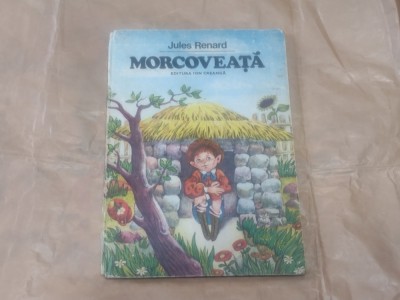 Jules Renard
MORCOVEAȚĂ
EDITURA ION CREANGĂ